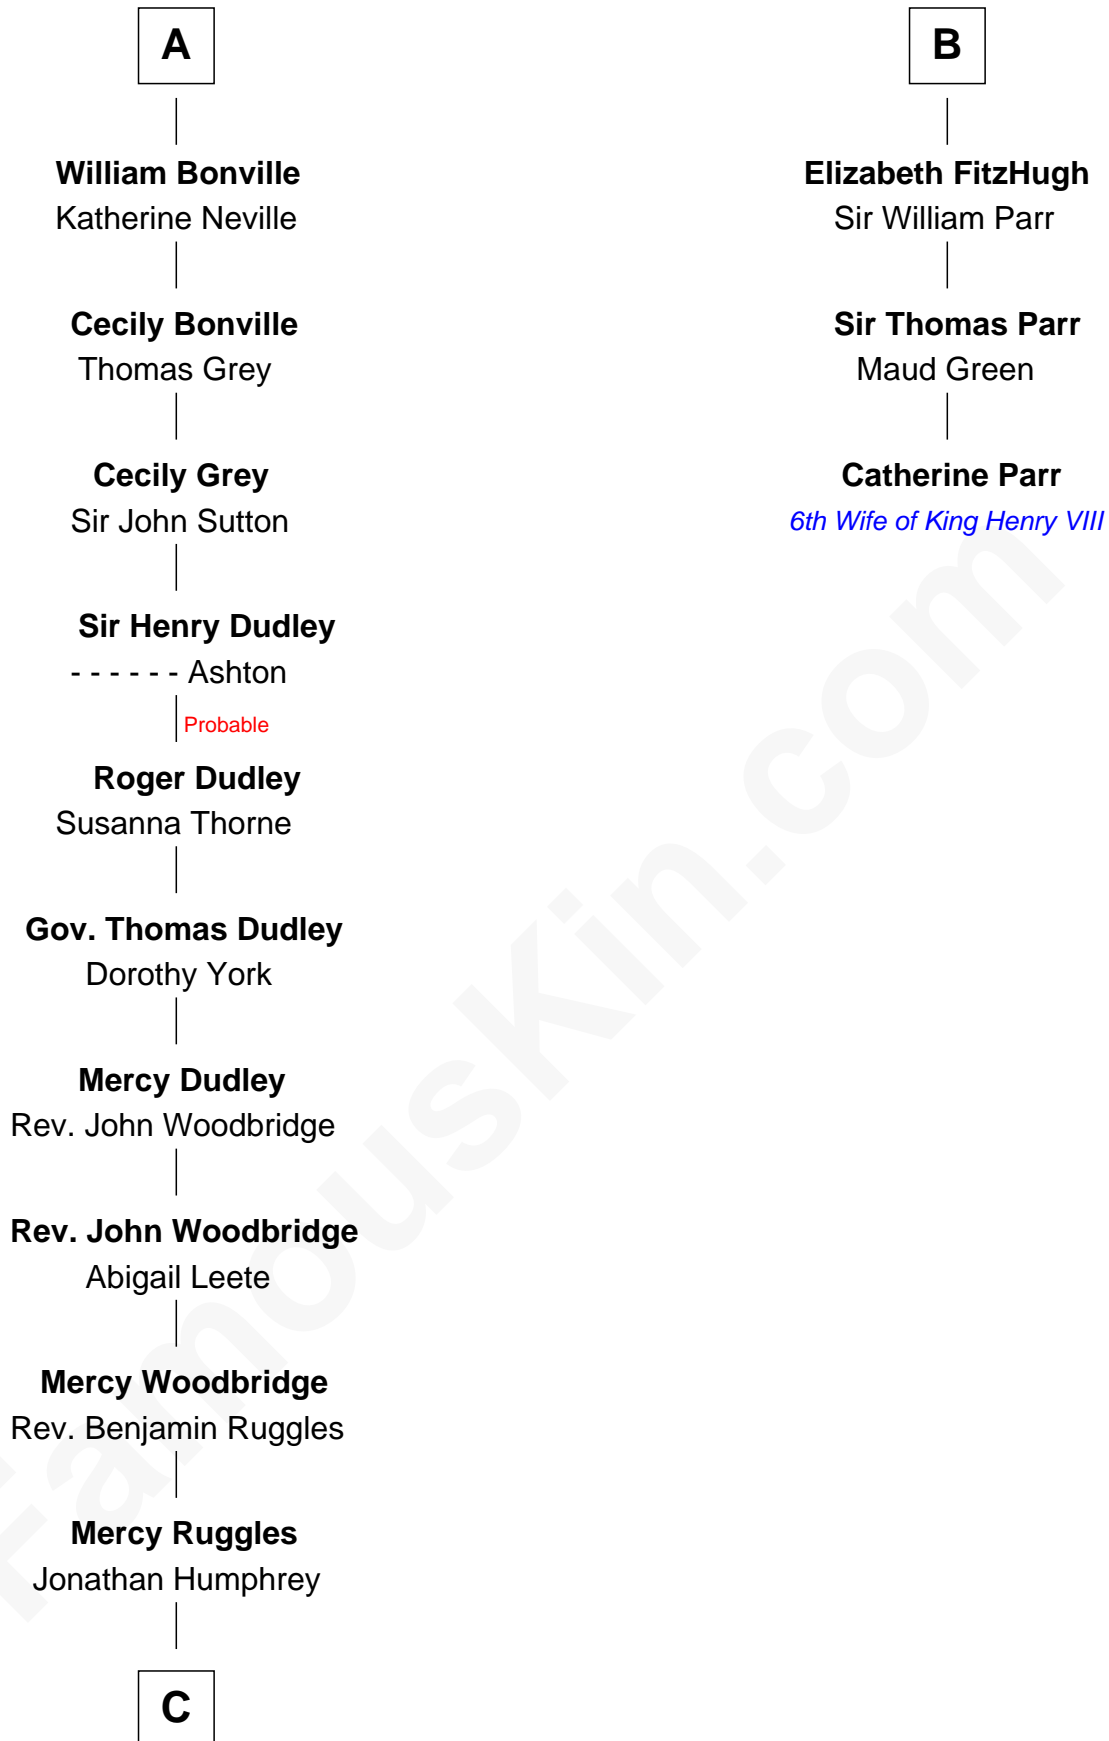 A
William Bonville
Katherine Neville
Cecily Bonville
Thomas Grey
Cecily Grey
Sir John Sutton
Sir Henry Dudley
- - - - - - Ashton
Probable
Roger Dudley
Susanna Thorne
Gov. Thomas Dudley
Dorothy York
Mercy Dudley
Rev. John Woodbridge
Rev. John Woodbridge
Abigail Leete
Mercy Woodbridge
Rev. Benjamin Ruggles
Mercy Ruggles
Jonathan Humphrey
C
B
Elizabeth FitzHugh
Sir William Parr
Sir Thomas Parr
Maud Green
Catherine Parr
6th Wife of King Henry VIII
FamousKin.com